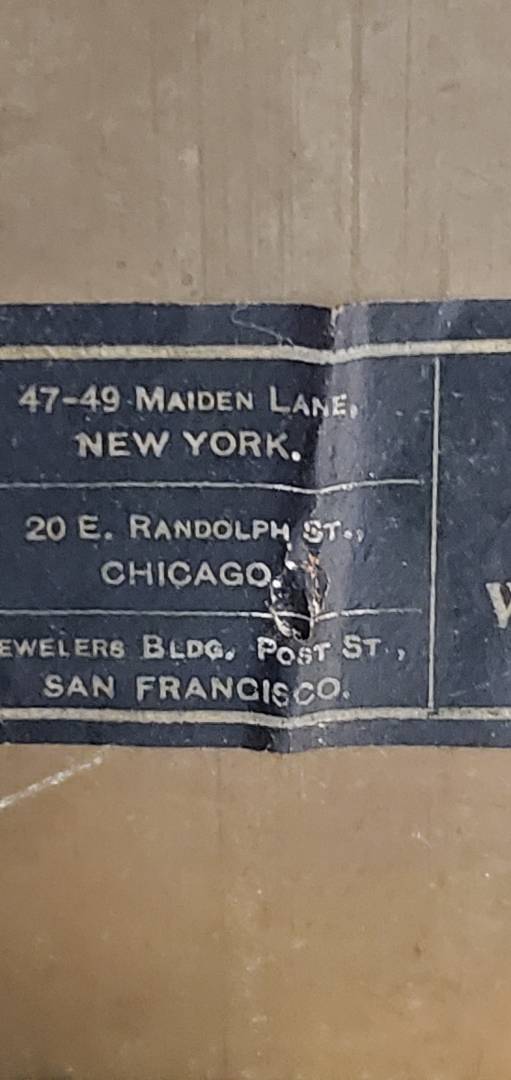 47-49 MAIDEN LANE,
NEW YORK.
20 E. RANDOLPH ST.,
CHICAGO.
EWELERS BLDG. POST ST.,
SAN FRANCISCO.